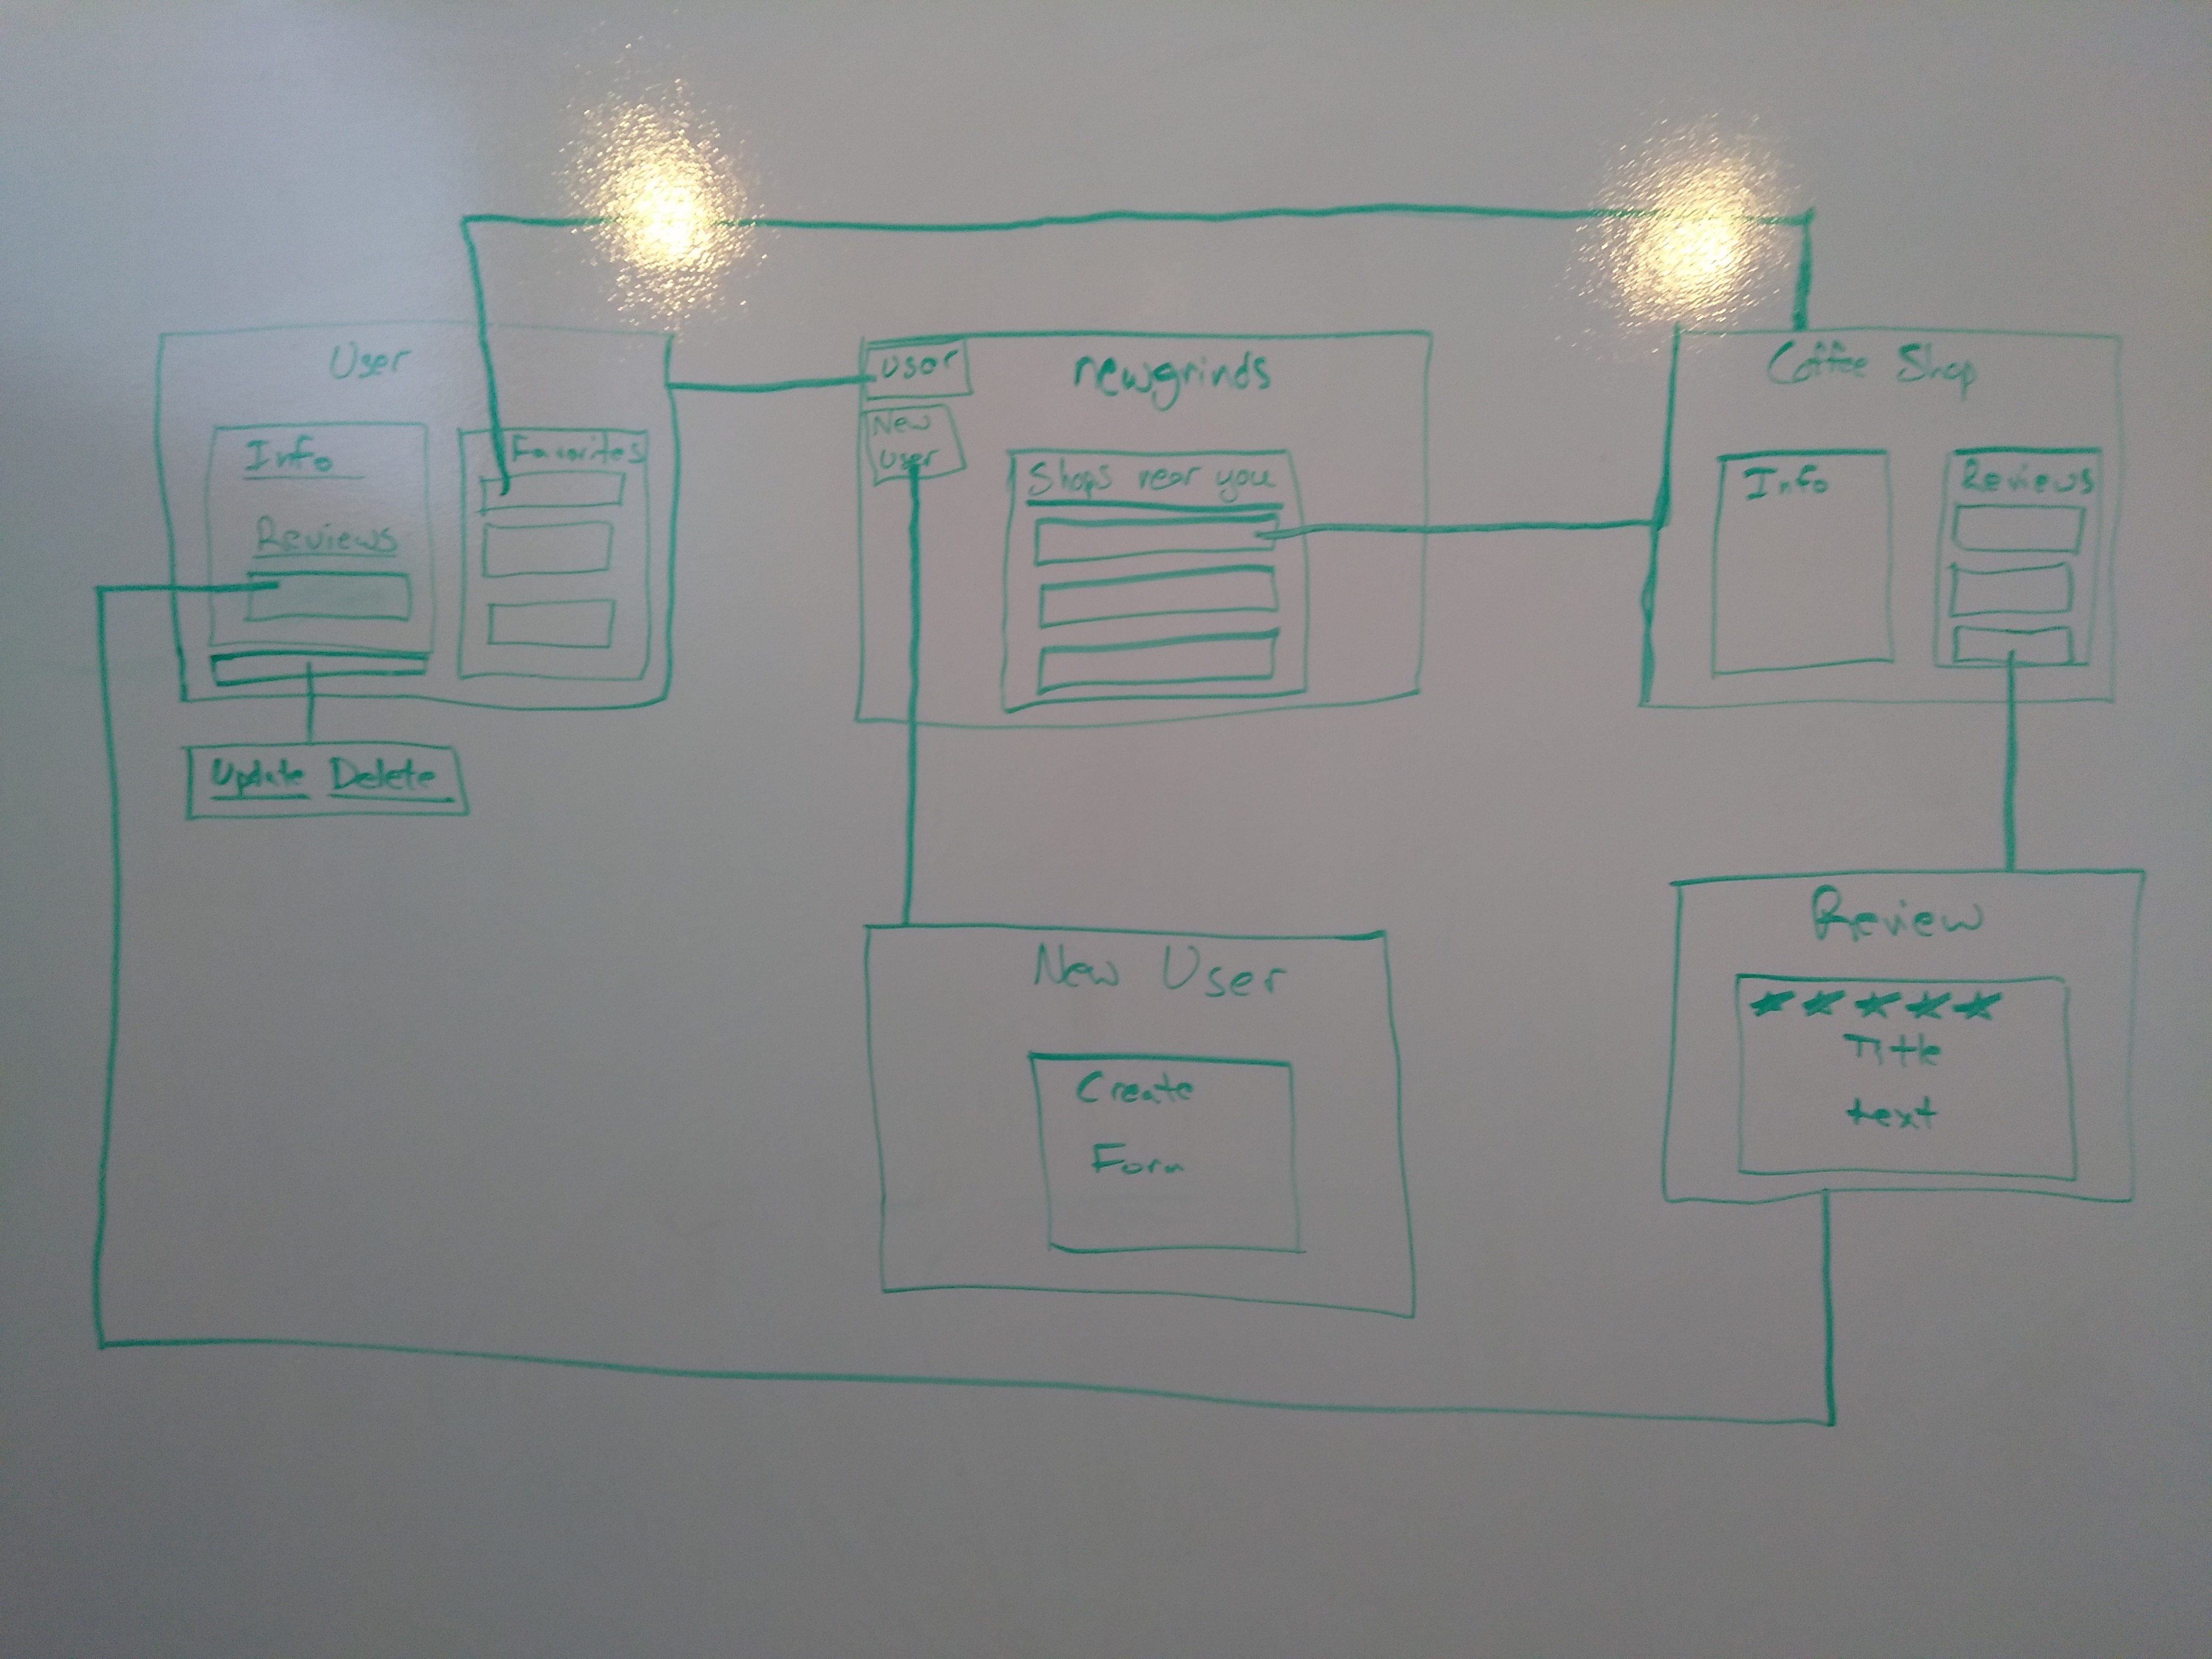 User
Info
Reviews
Favorites
Update Delete
user
New
user
newgrinds
Shops near you
Coffee Shop
Info
Reviews
New User
Create
Form
Review
Title
text